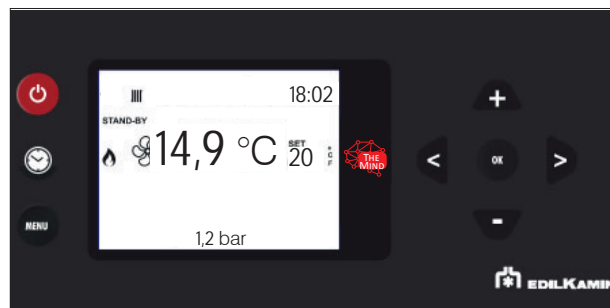 18:02
STAND-BY
14,9 °C
SET
20
°C
F
THE
MIND
1,2 bar
MENU
+
<
OK
>
-
EDILKAMIN